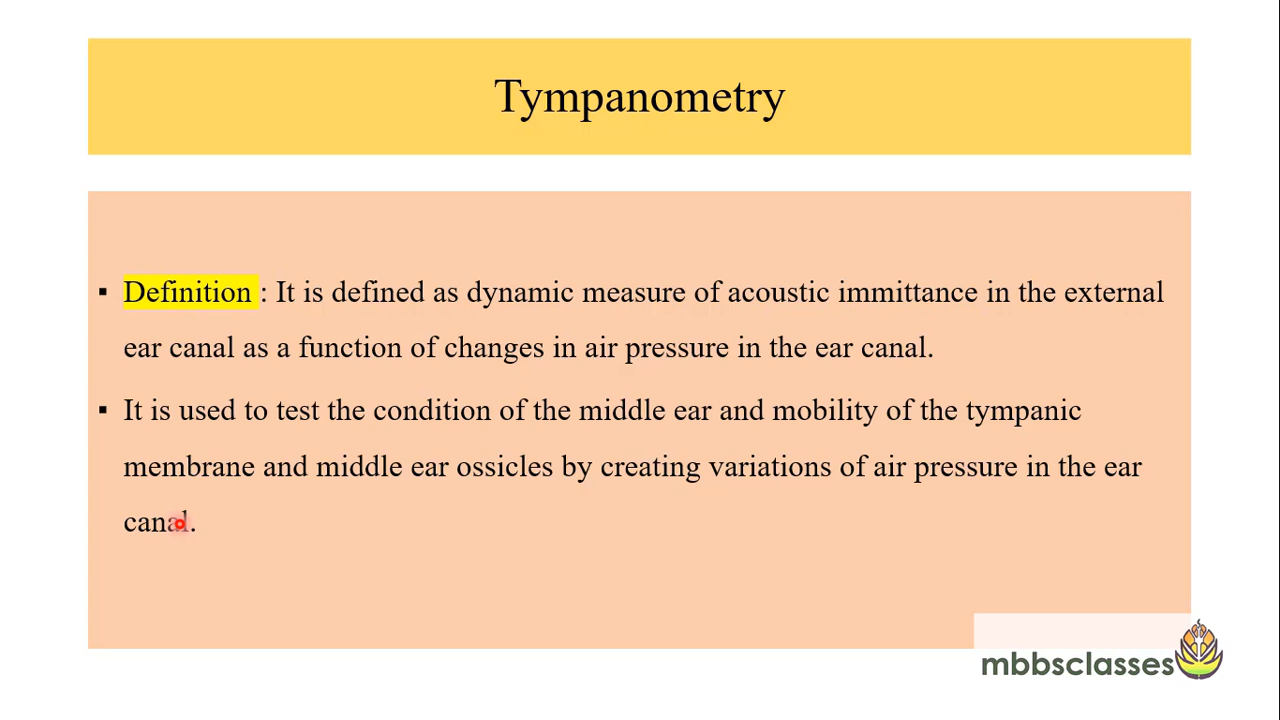 Tympanometry
▪ Definition : It is defined as dynamic measure of acoustic immittance in the external
ear canal as a function of changes in air pressure in the ear canal.
▪ It is used to test the condition of the middle ear and mobility of the tympanic
membrane and middle ear ossicles by creating variations of air pressure in the ear
canal.
mbbsclasses